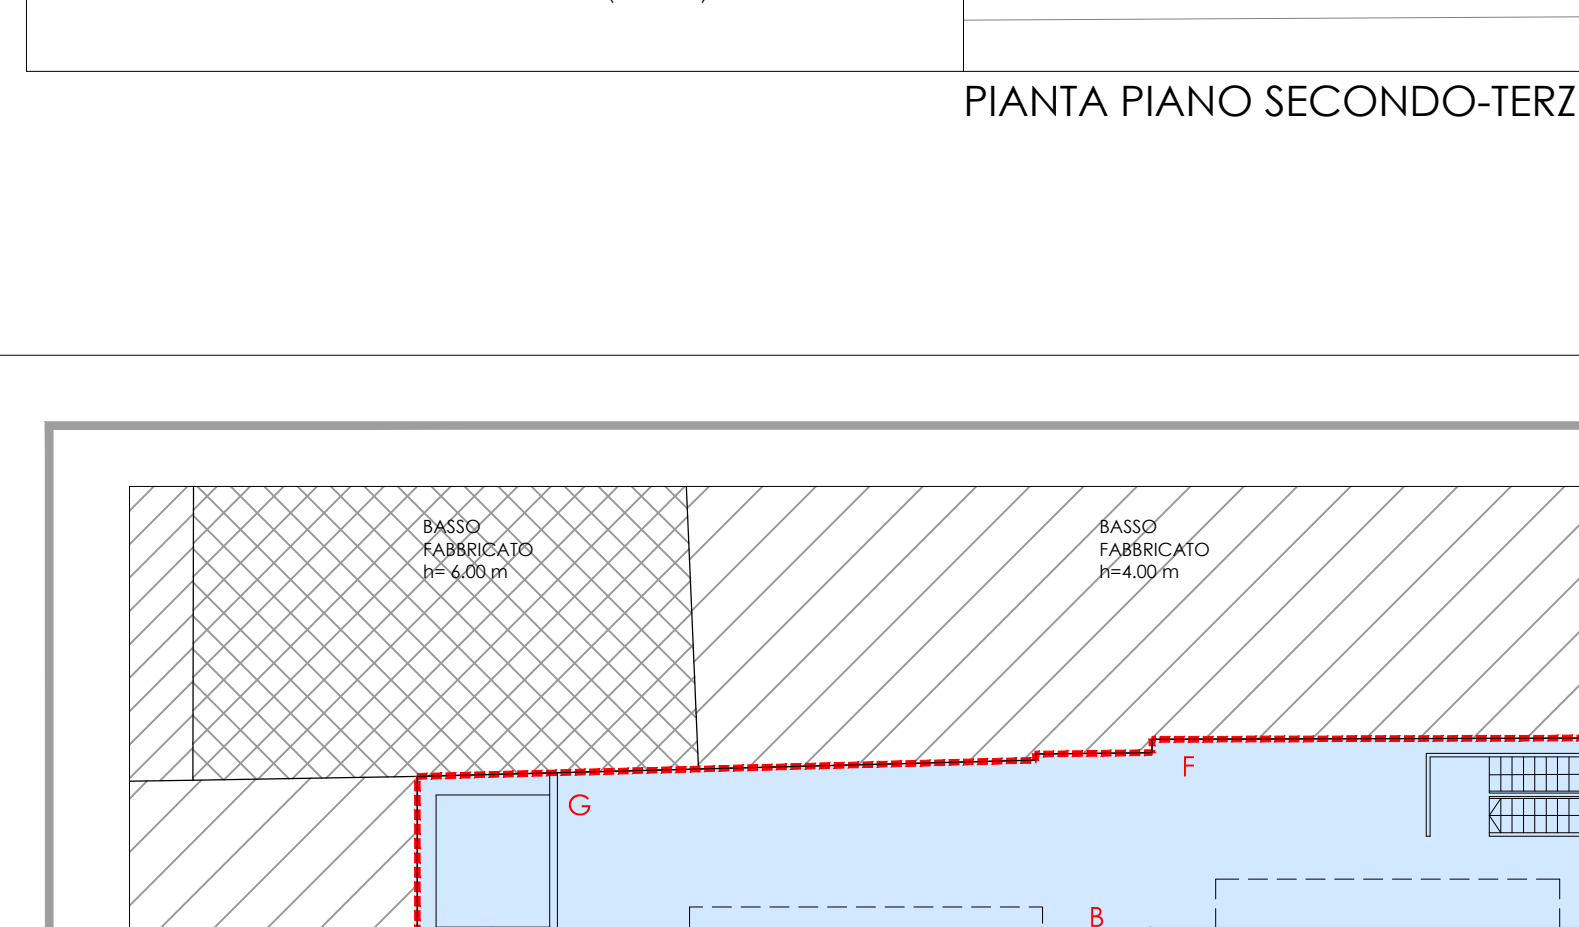 PIANTA PIANO SECONDO-TERZ
BASSO
FABBRICATO
h= 6.00 m
BASSO
FABBRICATO
h=4.00 m
F
G
B